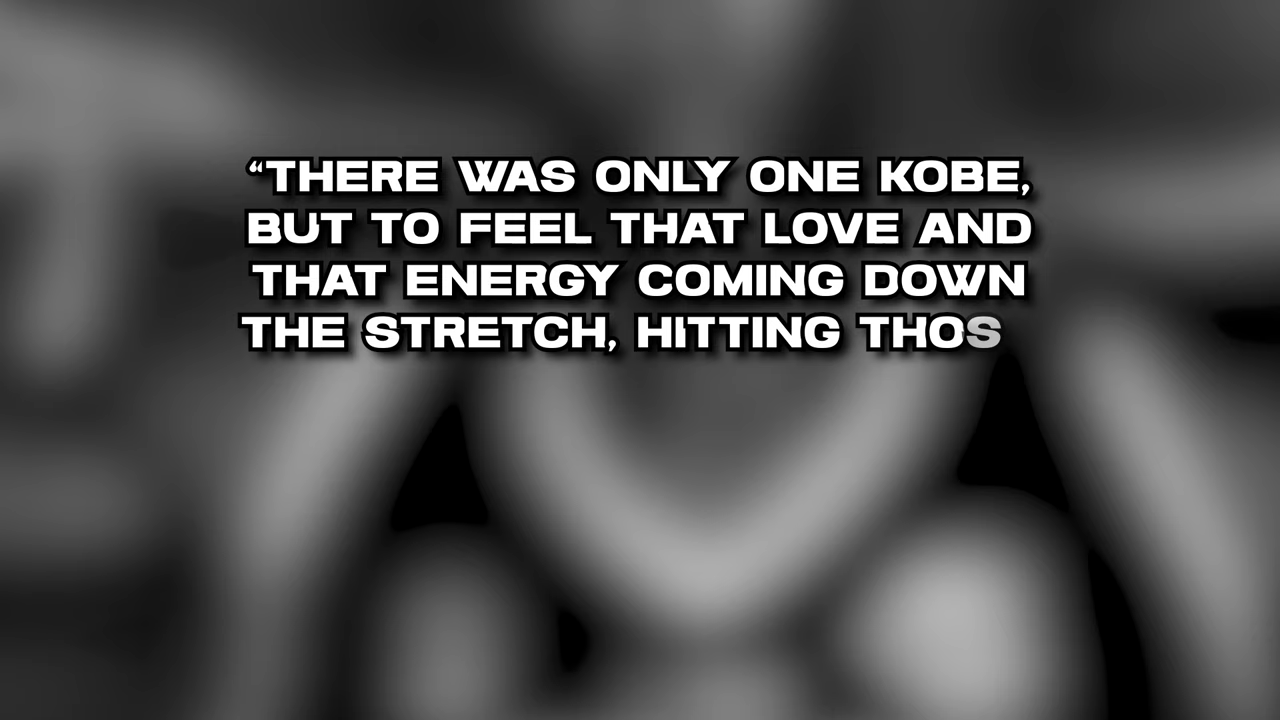 “THERE WAS ONLY ONE KOBE,
BUT TO FEEL THAT LOVE AND
THAT ENERGY COMING DOWN
THE STRETCH, HITTING THOS